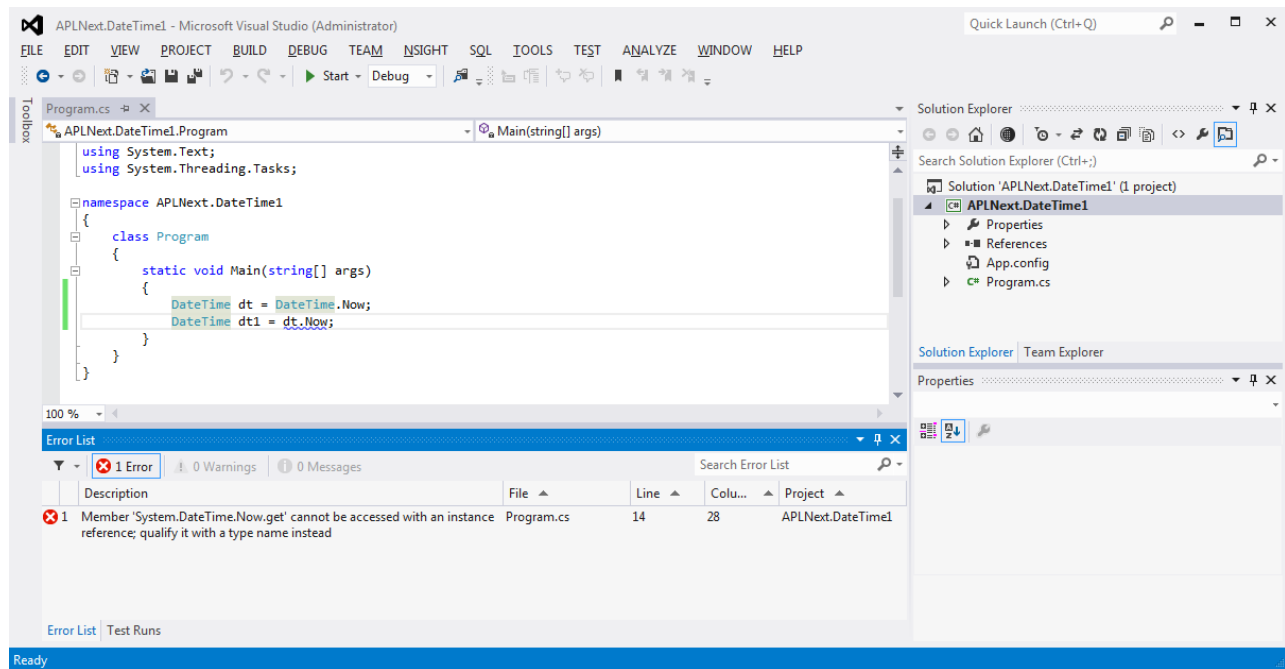 APLNext.DateTime1 - Microsoft Visual Studio (Administrator)
Quick Launch (Ctrl+Q)
FILE EDIT VIEW PROJECT BUILD DEBUG TEAM NSIGHT SQL TOOLS TEST ANALYZE WINDOW HELP
Start Debug
Toolbox
Program.cs
APLNext.DateTime1.Program
Main(string[] args)
using System.Text;
using System.Threading.Tasks;
namespace APLNext.DateTime1
{
class Program
{
static void Main(string[] args)
{
DateTime dt = DateTime.Now;
DateTime dt1 = dt.Now;
}
}
}
100 %
Solution Explorer
Search Solution Explorer (Ctrl+;)
Solution 'APLNext.DateTime1' (1 project)
C# APLNext.DateTime1
Properties
References
App.config
C# Program.cs
Solution Explorer Team Explorer
Properties
Error List
1 Error 0 Warnings 0 Messages
Search Error List
Description File Line Colu... Project
1 Member 'System.DateTime.Now.get' cannot be accessed with an instance Program.cs 14 28 APLNext.DateTime1
reference; qualify it with a type name instead
Error List Test Runs
Ready